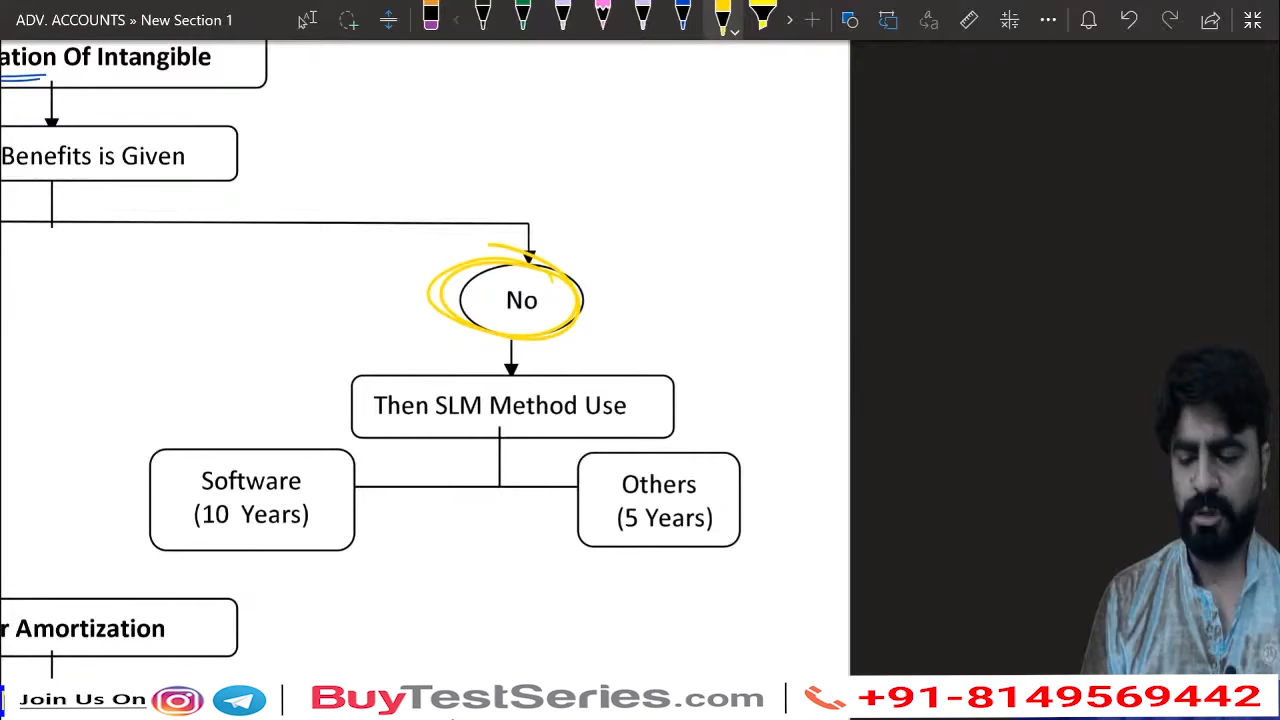 ADV. ACCOUNTS » New Section 1
ation Of Intangible
Benefits is Given
No
Then SLM Method Use
Software
(10 Years)
Others
(5 Years)
r Amortization
Join Us On
BuyTestSeries.com
+91-8149569442